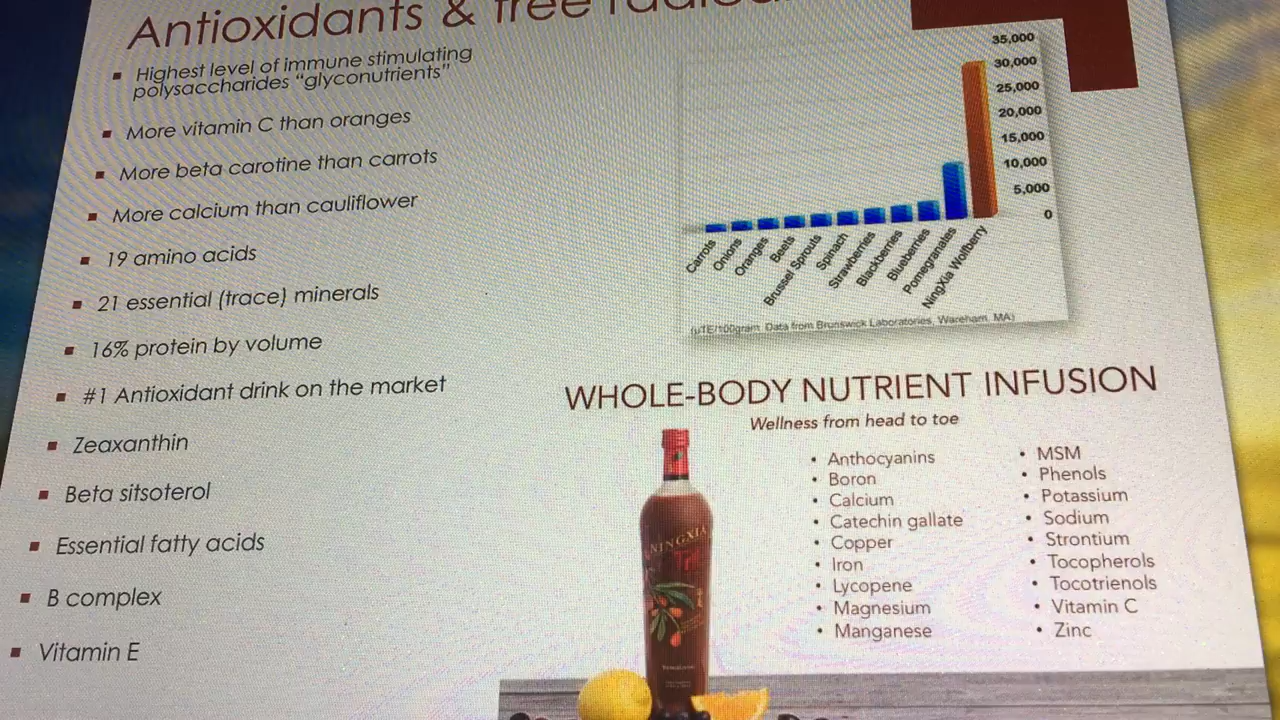 Antioxidants & free
Highest level of immune stimulating
polysaccharides “glyconutrients”
More vitamin C than oranges
More beta carotine than carrots
More calcium than cauliflower
19 amino acids
21 essential (trace) minerals
16% protein by volume
#1 Antioxidant drink on the market
Zeaxanthin
Beta sitsoterol
Essential fatty acids
B complex
Vitamin E
35,000
30,000
25,000
20,000
15,000
10,000
5,000
0
Carrots
Onions
Oranges
Beets
Brussel Sprouts
Spinach
Strawberries
Blackberries
Blueberries
Pomegranates
NingXia Wolfberry
(uTE/100gram. Data from Brunswick Laboratories, Wareham, MA)
WHOLE-BODY NUTRIENT INFUSION
Wellness from head to toe
Anthocyanins
Boron
Calcium
Catechin gallate
Copper
Iron
Lycopene
Magnesium
Manganese
MSM
Phenols
Potassium
Sodium
Strontium
Tocopherols
Tocotrienols
Vitamin C
Zinc
NINGXIA